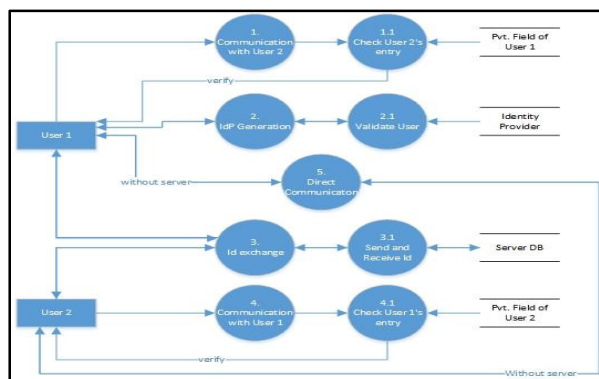 1.
Communication
with User 2
1.1
Check User 2's
entry
Pvt. Field of
User 1
verify
User 1
2.
IdP Generation
2.1
Validate User
Identity
Provider
without server
5.
Direct
Communicaton
3.
Id exchange
3.1
Send and
Receive Id
Server DB
User 2
4.
Communication
with User 1
4.1
Check User 1's
entry
Pvt. Field of
User 2
verify
Without server